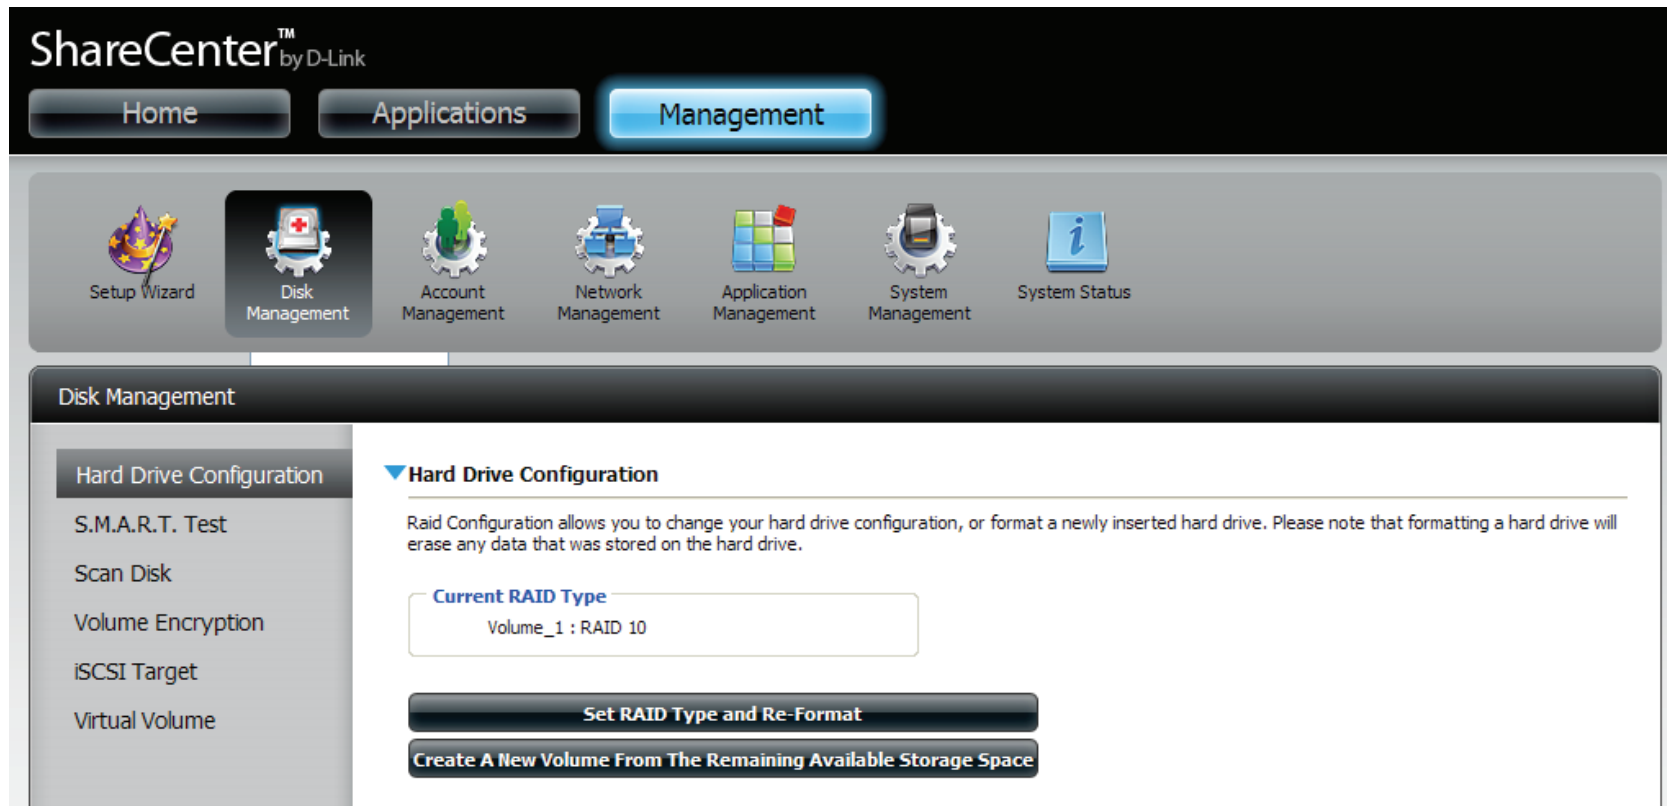 ShareCenter™ by D-Link
Home Applications Management
Setup Wizard
Disk
Management
Account
Management
Network
Management
Application
Management
System
Management
System Status
Disk Management
Hard Drive Configuration
S.M.A.R.T. Test
Scan Disk
Volume Encryption
iSCSI Target
Virtual Volume
Hard Drive Configuration
Raid Configuration allows you to change your hard drive configuration, or format a newly inserted hard drive. Please note that formatting a hard drive will
erase any data that was stored on the hard drive.
Current RAID Type
Volume_1 : RAID 10
Set RAID Type and Re-Format
Create A New Volume From The Remaining Available Storage Space